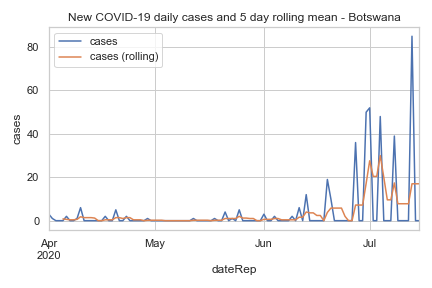 New COVID-19 daily cases and 5 day rolling mean - Botswana
cases
cases (rolling)
80
60
40
20
0
cases
Apr
2020
May
Jun
Jul
dateRep